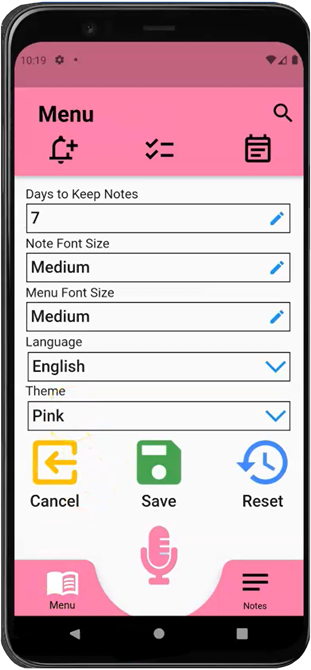 10:19
Menu
Days to Keep Notes
7
Note Font Size
Medium
Menu Font Size
Medium
Language
English
Theme
Pink
Cancel Save Reset
Menu Notes